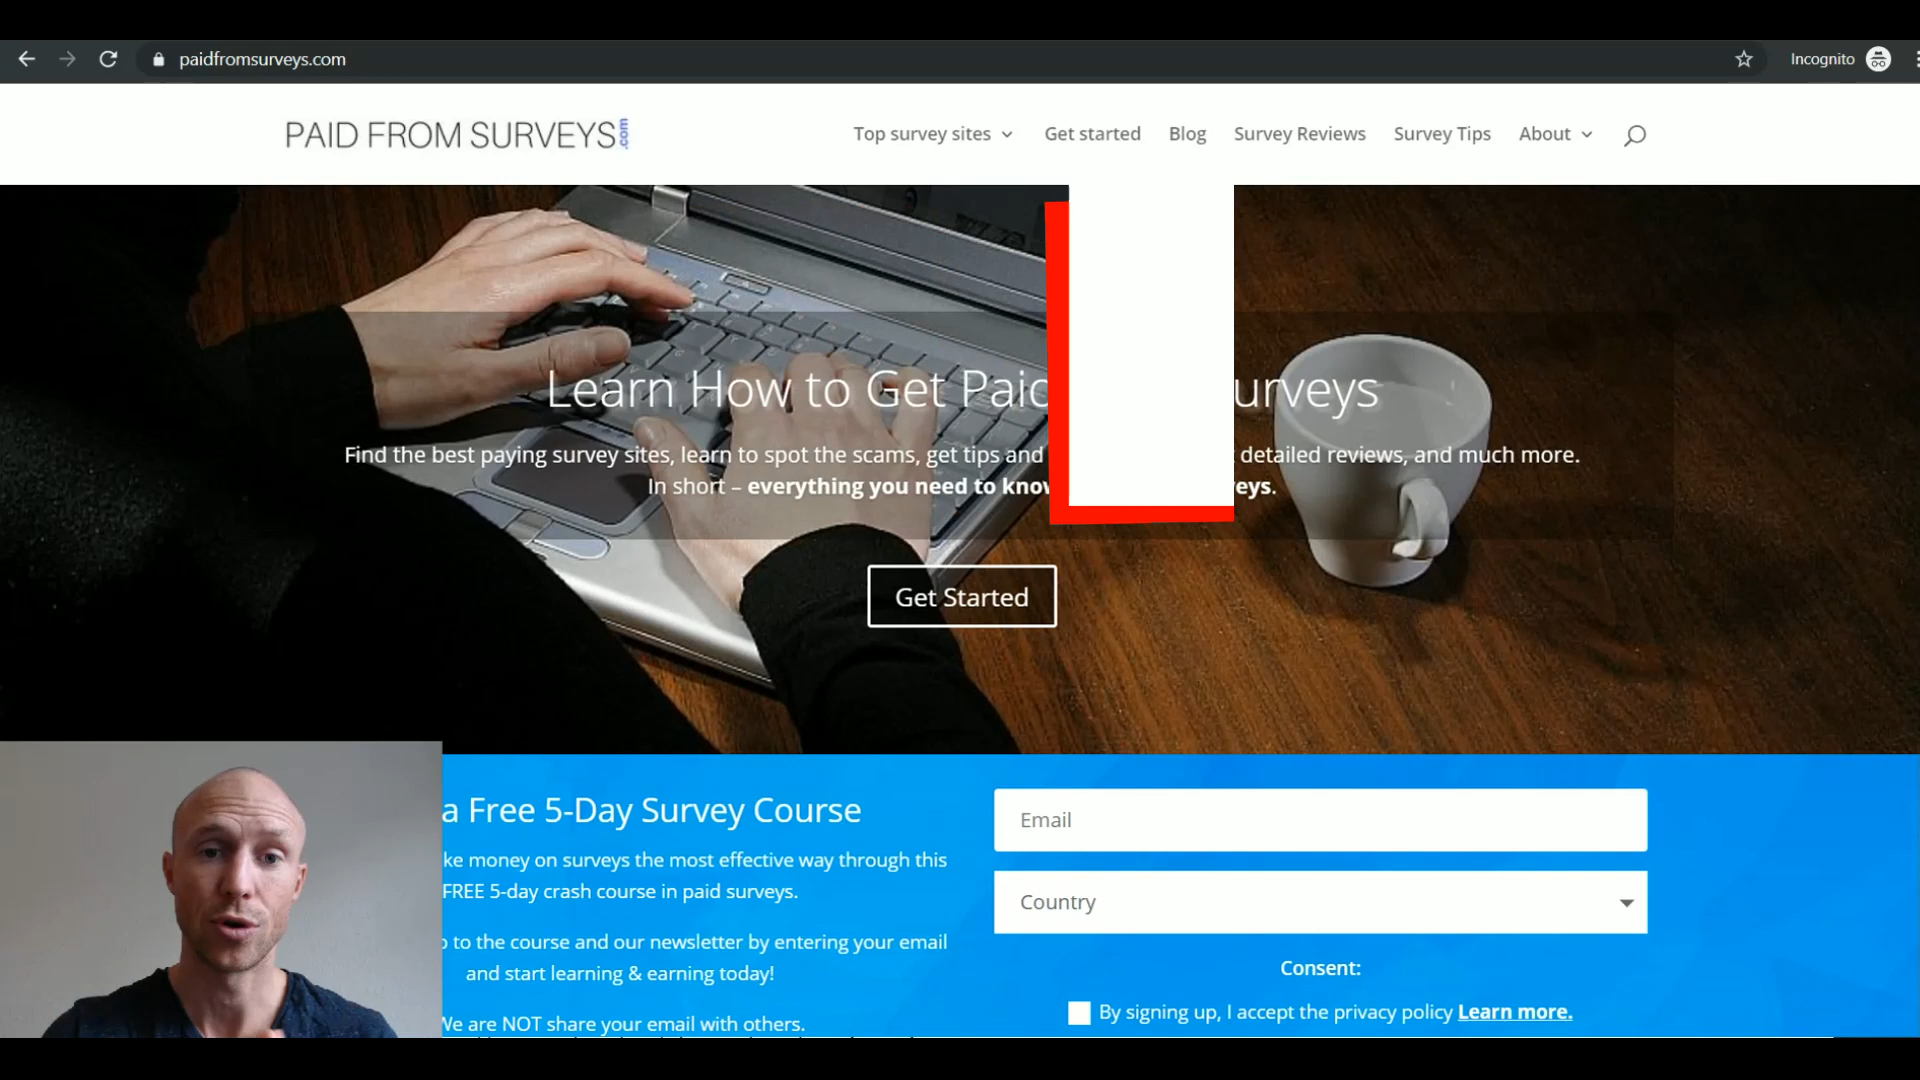 paidfromsurveys.com
Incognito
PAID FROM SURVEYS .com
Top survey sites Get started Blog Survey Reviews Survey Tips About
Learn How to Get Paid urveys
Find the best paying survey sites, learn to spot the scams, get tips and detailed reviews, and much more.
In short – everything you need to know eys.
Get Started
a Free 5-Day Survey Course
ke money on surveys the most effective way through this
FREE 5-day crash course in paid surveys.
to the course and our newsletter by entering your email
and start learning & earning today!
We are NOT share your email with others.
Email
Country
Consent:
By signing up, I accept the privacy policy Learn more.